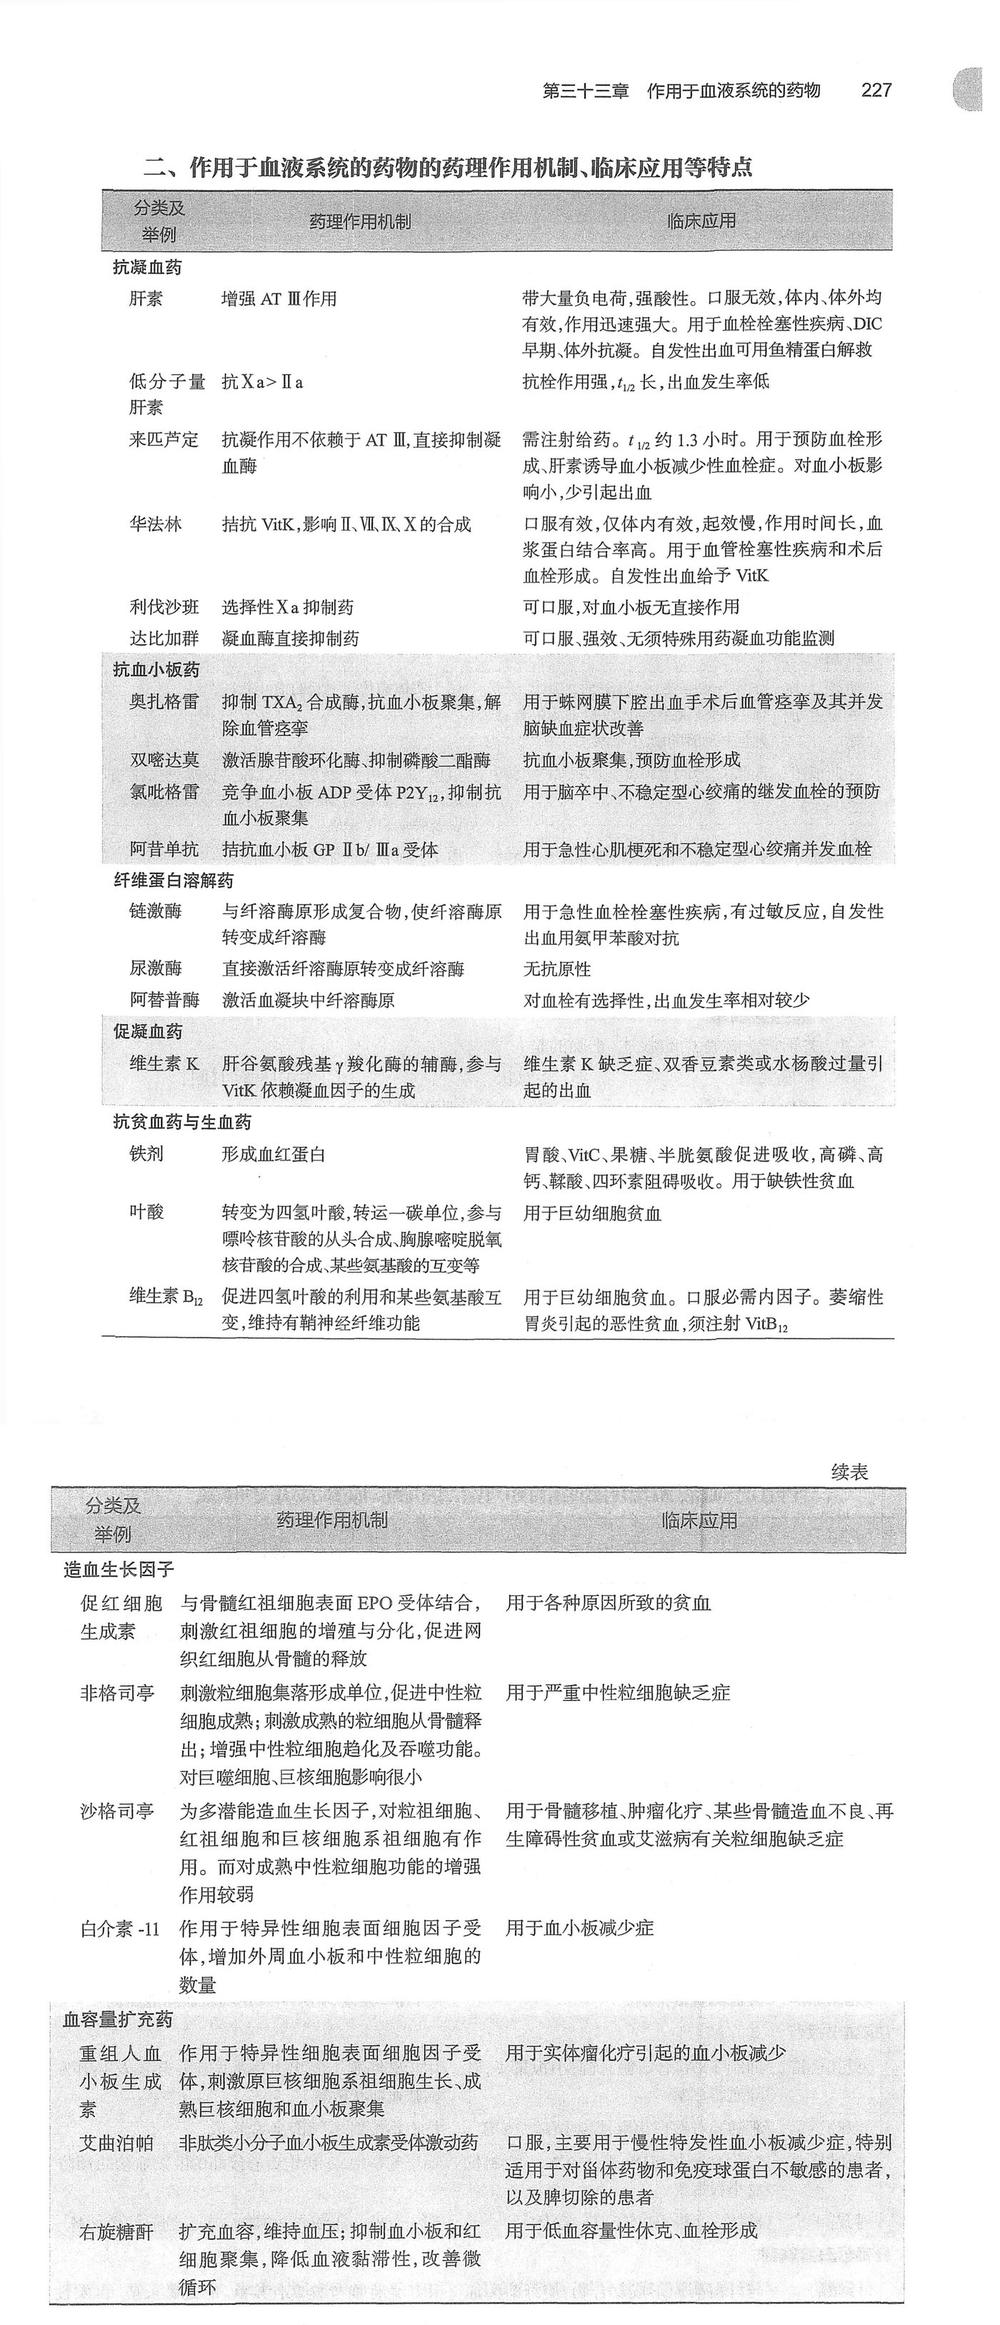 第三十三章 作用于血液系统的药物 227
二、作用于血液系统的药物的药理作用机制、临床应用等特点
分类及
举例
药理作用机制
临床应用
抗凝血药
肝素 增强 AT Ⅲ作用 带大量负电荷,强酸性。口服无效,体内、体外均
有效,作用迅速强大。用于血栓栓塞性疾病、DIC
早期、体外抗凝。自发性出血可用鱼精蛋白解救
低分子量 抗Ⅹa>Ⅱa 抗栓作用强,t1/2 长,出血发生率低
肝素
来匹芦定 抗凝作用不依赖于 AT Ⅲ,直接抑制凝 需注射给药。t1/2 约 1.3 小时。用于预防血栓形
血酶 成、肝素诱导血小板减少性血栓症。对血小板影
响小,少引起出血
华法林 拮抗 VitK,影响Ⅱ、Ⅶ、Ⅸ、Ⅹ的合成 口服有效,仅体内有效,起效慢,作用时间长,血
浆蛋白结合率高。用于血管栓塞性疾病和术后
血栓形成。自发性出血给予 VitK
利伐沙班 选择性Ⅹa 抑制药 可口服,对血小板无直接作用
达比加群 凝血酶直接抑制药 可口服、强效、无须特殊用药凝血功能监测
抗血小板药
奥扎格雷 抑制 TXA2 合成酶,抗血小板聚集,解 用于蛛网膜下腔出血手术后血管痉挛及其并发
除血管痉挛 脑缺血症状改善
双嘧达莫 激活腺苷酸环化酶、抑制磷酸二酯酶 抗血小板聚集,预防血栓形成
氯吡格雷 竞争血小板 ADP 受体 P2Y12,抑制抗 用于脑卒中、不稳定型心绞痛的继发血栓的预防
血小板聚集
阿昔单抗 拮抗血小板 GP Ⅱb/Ⅲa 受体 用于急性心肌梗死和不稳定型心绞痛并发血栓
纤维蛋白溶解药
链激酶 与纤溶酶原形成复合物,使纤溶酶原 用于急性血栓栓塞性疾病,有过敏反应,自发性
转变成纤溶酶 出血用氨甲苯酸对抗
尿激酶 直接激活纤溶酶原转变成纤溶酶 无抗原性
阿替普酶 激活血凝块中纤溶酶原 对血栓有选择性,出血发生率相对较少
促凝血药
维生素 K 肝谷氨酸残基 γ 羧化酶的辅酶,参与 维生素 K 缺乏症、双香豆素类或水杨酸过量引
VitK 依赖凝血因子的生成 起的出血
抗贫血药与生血药
铁剂 形成血红蛋白 胃酸、VitC、果糖、半胱氨酸促进吸收,高磷、高
钙、鞣酸、四环素阻碍吸收。用于缺铁性贫血
叶酸 转变为四氢叶酸,转运一碳单位,参与 用于巨幼细胞贫血
嘌呤核苷酸的从头合成、胸腺嘧啶脱氧
核苷酸的合成、某些氨基酸的互变等
维生素 B12 促进四氢叶酸的利用和某些氨基酸互 用于巨幼细胞贫血。口服必需内因子。萎缩性
变,维持有鞘神经纤维功能 胃炎引起的恶性贫血,须注射 VitB12
续表
分类及
举例
药理作用机制
临床应用
造血生长因子
促红细胞 与骨髓红祖细胞表面 EPO 受体结合, 用于各种原因所致的贫血
生成素 刺激红祖细胞的增殖与分化,促进网
织红细胞从骨髓的释放
非格司亭 刺激粒细胞集落形成单位,促进中性粒 用于严重中性粒细胞缺乏症
细胞成熟;刺激成熟的粒细胞从骨髓释
出;增强中性粒细胞趋化及吞噬功能。
对巨噬细胞、巨核细胞影响很小
沙格司亭 为多潜能造血生长因子,对粒祖细胞、 用于骨髓移植、肿瘤化疗、某些骨髓造血不良、再
红祖细胞和巨核细胞系祖细胞有作 生障碍性贫血或艾滋病有关粒细胞缺乏症
用。而对成熟中性粒细胞功能的增强
作用较弱
白介素 -11 作用于特异性细胞表面细胞因子受 用于血小板减少症
体,增加外周血小板和中性粒细胞的
数量
血容量扩充药
重组人血 作用于特异性细胞表面细胞因子受 用于实体瘤化疗引起的血小板减少
小板生成 体,刺激原巨核细胞系祖细胞生长、成
素 熟巨核细胞和血小板聚集
艾曲泊帕 非肽类小分子血小板生成素受体激动药 口服,主要用于慢性特发性血小板减少症,特别
适用于对甾体药物和免疫球蛋白不敏感的患者,
以及脾切除的患者
右旋糖酐 扩充血容,维持血压;抑制血小板和红 用于低血容量性休克、血栓形成
细胞聚集,降低血液黏滞性,改善微
循环